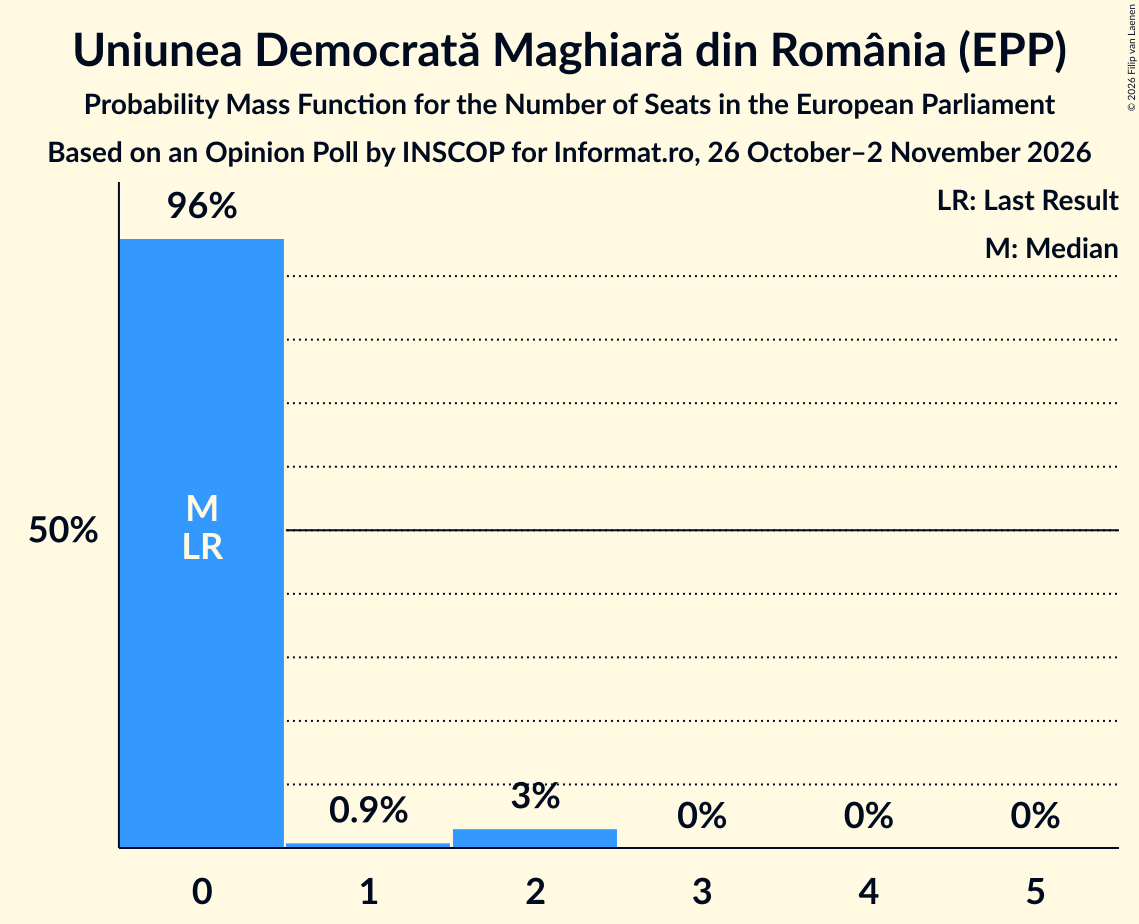 Uniunea Democrată Maghiară din România (EPP)
Probability Mass Function for the Number of Seats in the European Parliament
Based on an Opinion Poll by INSCOP for Informat.ro, 26 October–2 November 2026
© 2026 Filip van Laenen
LR: Last Result
M: Median
96%
50%
M
LR
0.9%
3%
0%
0%
0%
0
1
2
3
4
5